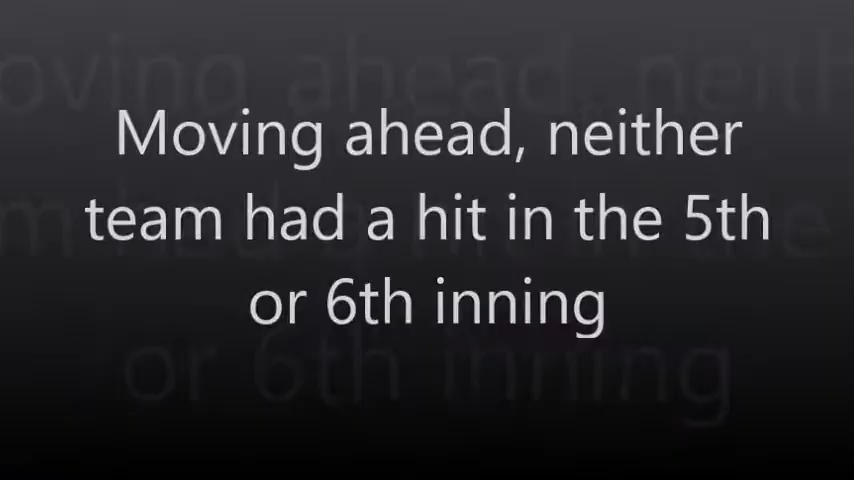 Moving ahead, neither
team had a hit in the 5th
or 6th inning